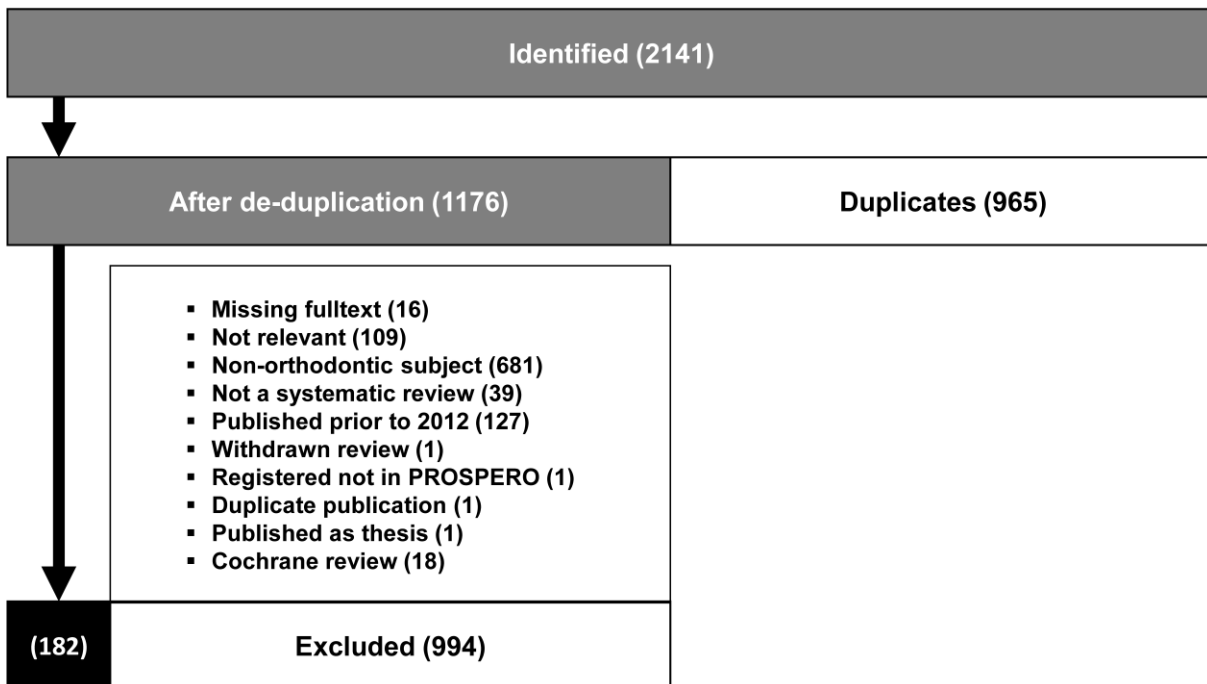 Identified (2141)
After de-duplication (1176)
Duplicates (965)
▪ Missing fulltext (16)
▪ Not relevant (109)
▪ Non-orthodontic subject (681)
▪ Not a systematic review (39)
▪ Published prior to 2012 (127)
▪ Withdrawn review (1)
▪ Registered not in PROSPERO (1)
▪ Duplicate publication (1)
▪ Published as thesis (1)
▪ Cochrane review (18)
(182)
Excluded (994)